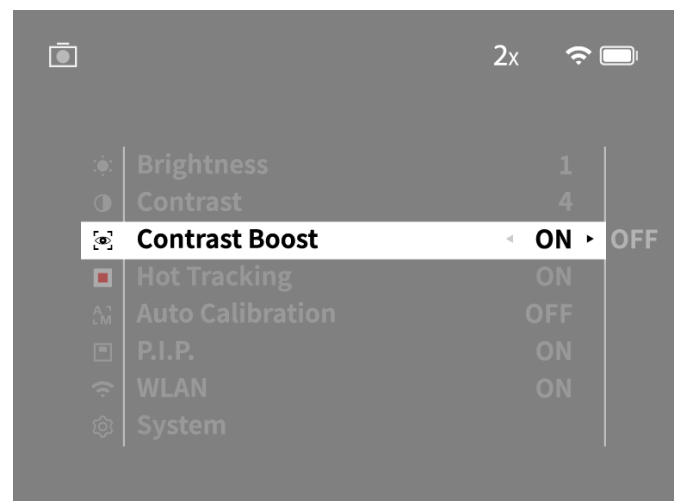 2x
Brightness 1
Contrast 4
Contrast Boost ON OFF
Hot Tracking ON
Auto Calibration OFF
P.I.P. ON
WLAN ON
System